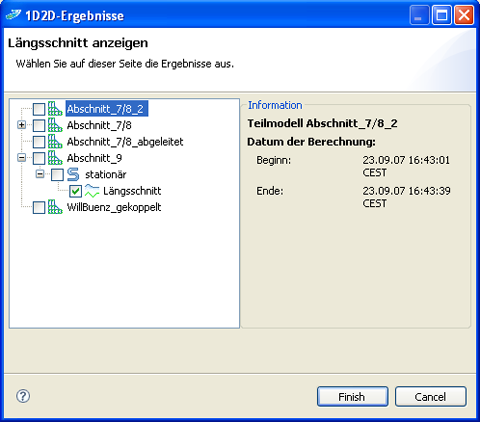 1D2D-Ergebnisse
Längsschnitt anzeigen
Wählen Sie auf dieser Seite die Ergebnisse aus.
Abschnitt_7/8_2
Abschnitt_7/8
Abschnitt_7/8_abgeleitet
Abschnitt_9
stationär
Längsschnitt
WillBuenz_gekoppelt
Information
Teilmodell Abschnitt_7/8_2
Datum der Berechnung:
Beginn: 23.09.07 16:43:01
CEST
Ende: 23.09.07 16:43:39
CEST
?
Finish
Cancel